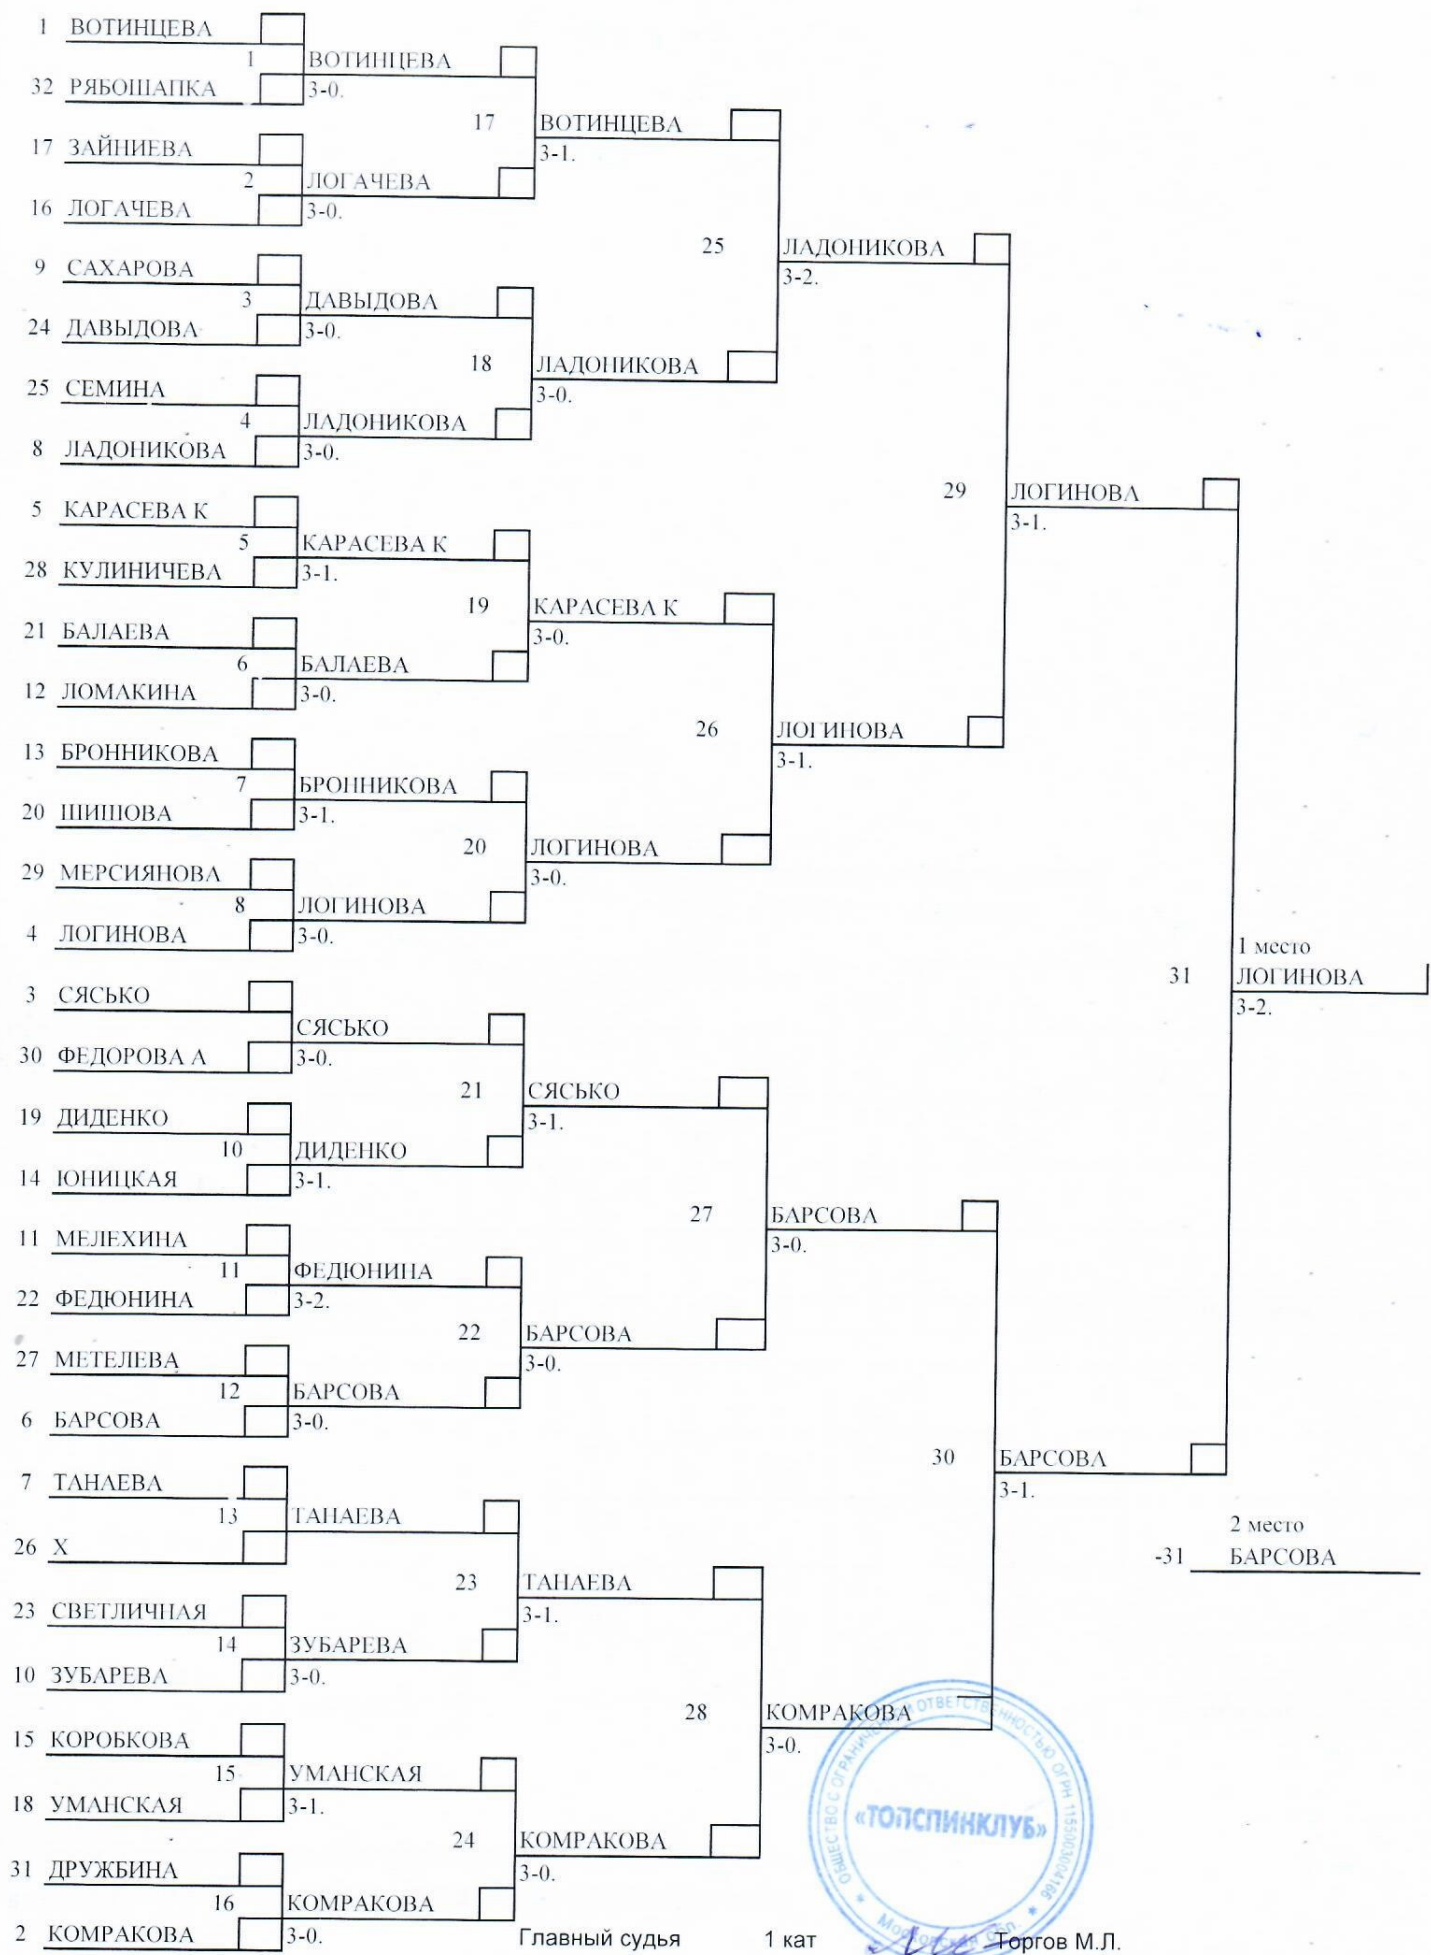 1 ВОТИНЦЕВА
1 ВОТИНЦЕВА
32 РЯБОШАПКА 3-0.
17 ВОТИНЦЕВА
17 ЗАЙНИЕВА 3-1.
2 ЛОГАЧЕВА
16 ЛОГАЧЕВА 3-0.
25 ЛАДОНИКОВА
9 САХАРОВА 3-2.
3 ДАВЫДОВА
24 ДАВЫДОВА 3-0.
18 ЛАДОНИКОВА
25 СЕМИНА 3-0.
4 ЛАДОНИКОВА
8 ЛАДОНИКОВА 3-0.
29 ЛОГИНОВА
5 КАРАСЕВА К 3-1.
5 КАРАСЕВА К
28 КУЛИНИЧЕВА 3-1.
19 КАРАСЕВА К
21 БАЛАЕВА 3-0.
6 БАЛАЕВА
12 ЛОМАКИНА 3-0.
26 ЛОГИНОВА
13 БРОННИКОВА 3-1.
7 БРОННИКОВА
20 ШИШОВА 3-1.
20 ЛОГИНОВА
29 МЕРСИЯНОВА 3-0.
8 ЛОГИНОВА
4 ЛОГИНОВА 3-0.
1 место
31 ЛОГИНОВА
3 СЯСЬКО 3-2.
СЯСЬКО
30 ФЕДОРОВА А 3-0.
21 СЯСЬКО
19 ДИДЕНКО 3-1.
10 ДИДЕНКО
14 ЮНИЦКАЯ 3-1.
27 БАРСОВА
11 МЕЛЕХИНА 3-0.
11 ФЕДЮНИНА
22 ФЕДЮНИНА 3-2.
22 БАРСОВА
27 МЕТЕЛЕВА 3-0.
12 БАРСОВА
6 БАРСОВА 3-0.
30 БАРСОВА
7 ТАНАЕВА 3-1.
13 ТАНАЕВА
2 место
26 Х
-31 БАРСОВА
23 ТАНАЕВА
23 СВЕТЛИЧНАЯ 3-1.
14 ЗУБАРЕВА
10 ЗУБАРЕВА 3-0.
28 КОМРАКОВА
15 КОРОБКОВА 3-0.
15 УМАНСКАЯ
18 УМАНСКАЯ 3-1.
24 КОМРАКОВА
31 ДРУЖБИНА 3-0.
16 КОМРАКОВА
2 КОМРАКОВА 3-0.
Главный судья 1 кат Торгов М.Л.
ОБЩЕСТВО С ОГРАНИЧЕННОЙ ОТВЕТСТВЕННОСТЬЮ ОГРН 1155003004166
«ТОПСПИНКЛУБ»
Московская обл.